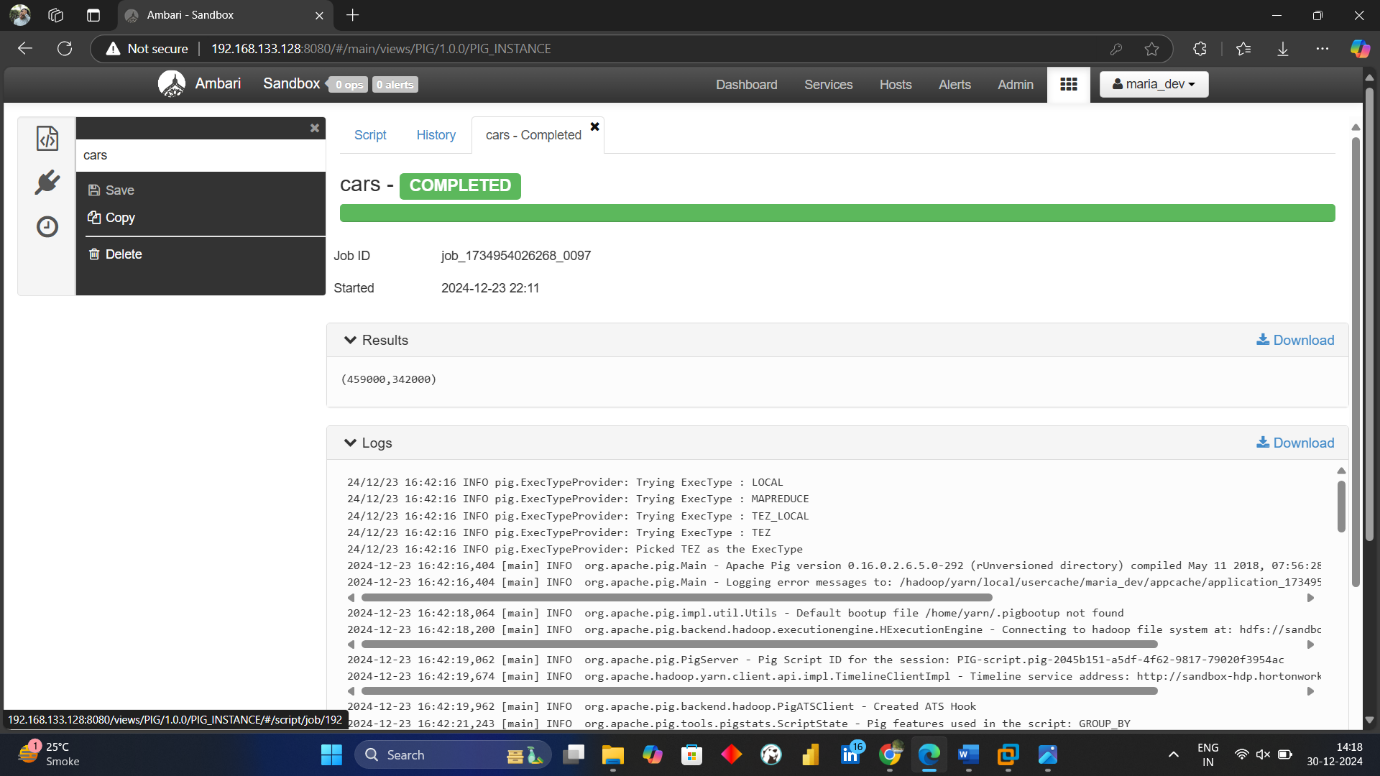 Ambari - Sandbox
Not secure 192.168.133.128:8080/#/main/views/PIG/1.0.0/PIG_INSTANCE
Ambari Sandbox 0 ops 0 alerts Dashboard Services Hosts Alerts Admin maria_dev
cars
Save
Copy
Delete
Script History cars - Completed
cars - COMPLETED
Job ID job_1734954026268_0097
Started 2024-12-23 22:11
Results Download
(459000,342000)
Logs Download
24/12/23 16:42:16 INFO pig.ExecTypeProvider: Trying ExecType : LOCAL
24/12/23 16:42:16 INFO pig.ExecTypeProvider: Trying ExecType : MAPREDUCE
24/12/23 16:42:16 INFO pig.ExecTypeProvider: Trying ExecType : TEZ_LOCAL
24/12/23 16:42:16 INFO pig.ExecTypeProvider: Trying ExecType : TEZ
24/12/23 16:42:16 INFO pig.ExecTypeProvider: Picked TEZ as the ExecType
2024-12-23 16:42:16,404 [main] INFO org.apache.pig.Main - Apache Pig version 0.16.0.2.6.5.0-292 (rUnversioned directory) compiled May 11 2018, 07:56:28
2024-12-23 16:42:16,404 [main] INFO org.apache.pig.Main - Logging error messages to: /hadoop/yarn/local/usercache/maria_dev/appcache/application_173495
2024-12-23 16:42:18,064 [main] INFO org.apache.pig.impl.util.Utils - Default bootup file /home/yarn/.pigbootup not found
2024-12-23 16:42:18,200 [main] INFO org.apache.pig.backend.hadoop.executionengine.HExecutionEngine - Connecting to hadoop file system at: hdfs://sandbo
2024-12-23 16:42:19,062 [main] INFO org.apache.pig.PigServer - Pig Script ID for the session: PIG-script.pig-2045b151-a5df-4f62-9817-79020f3954ac
2024-12-23 16:42:19,674 [main] INFO org.apache.hadoop.yarn.client.api.impl.TimelineClientImpl - Timeline service address: http://sandbox-hdp.hortonwork
2024-12-23 16:42:19,962 [main] INFO org.apache.pig.backend.hadoop.PigATSClient - Created ATS Hook
2024-12-23 16:42:21,243 [main] INFO org.apache.pig.tools.pigstats.ScriptState - Pig features used in the script: GROUP_BY
192.168.133.128:8080/views/PIG/1.0.0/PIG_INSTANCE/#/script/job/192
1 25°C
Smoke
Search
16
ENG
IN
14:18
30-12-2024